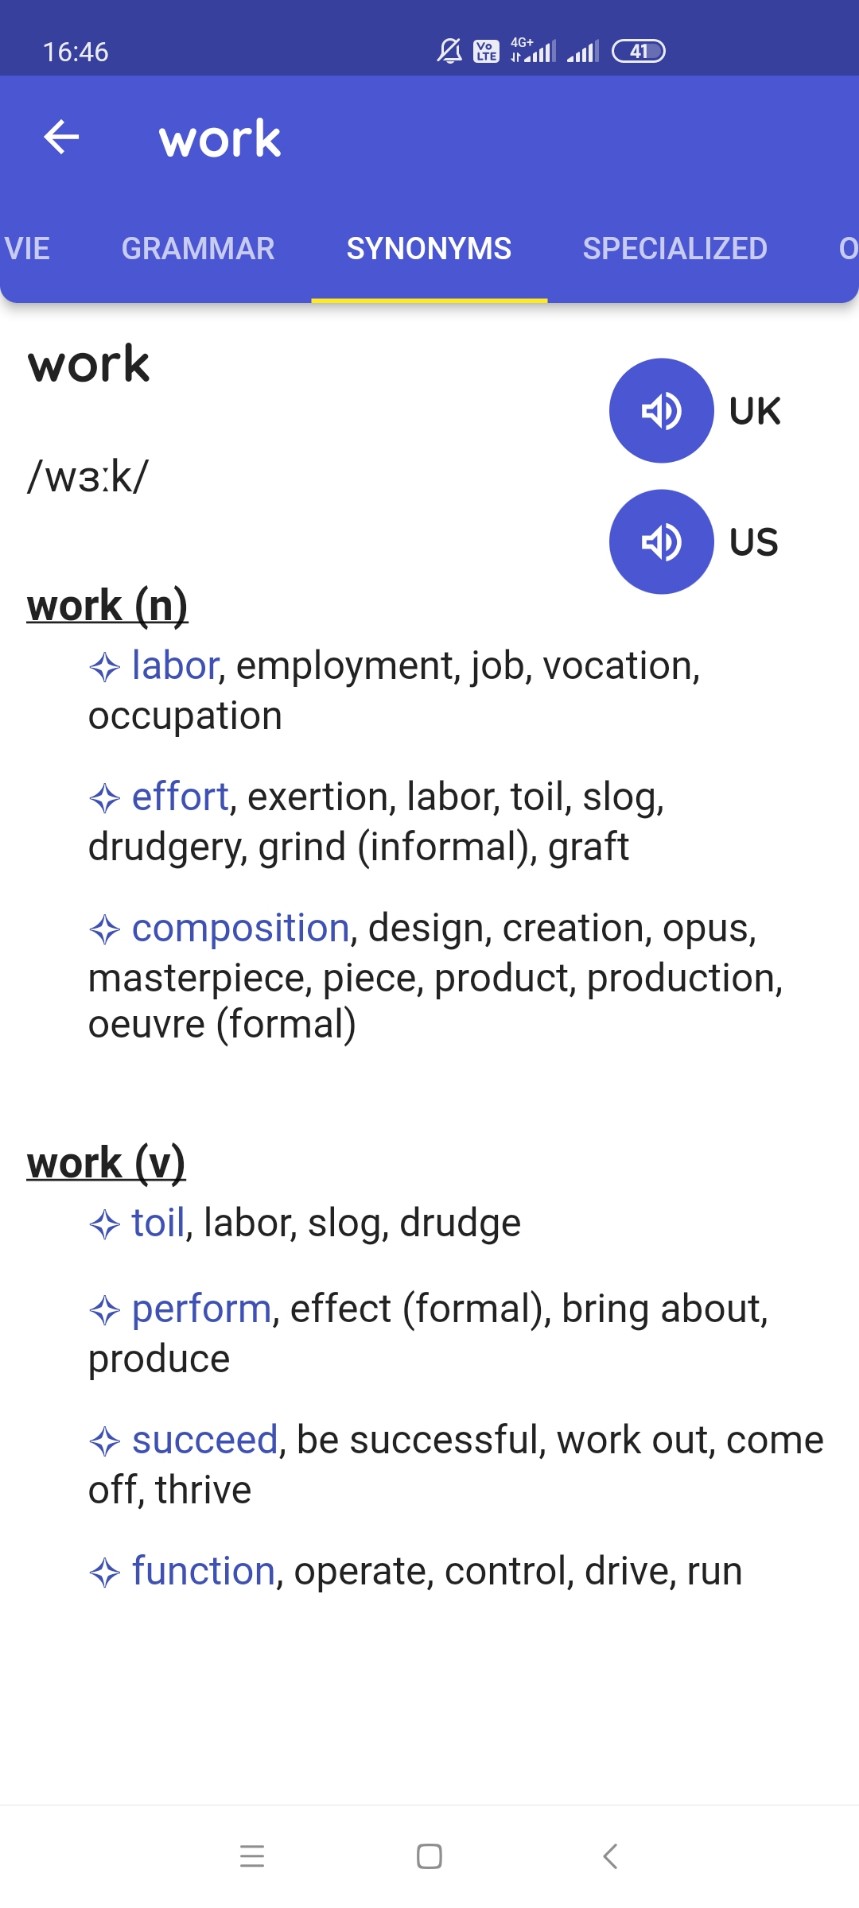 16:46 Vo LTE 4G+ 41
work
VIE GRAMMAR SYNONYMS SPECIALIZED O
work
UK
/wɜːk/
US
work (n)
✧ labor, employment, job, vocation,
occupation
✧ effort, exertion, labor, toil, slog,
drudgery, grind (informal), graft
✧ composition, design, creation, opus,
masterpiece, piece, product, production,
oeuvre (formal)
work (v)
✧ toil, labor, slog, drudge
✧ perform, effect (formal), bring about,
produce
✧ succeed, be successful, work out, come
off, thrive
✧ function, operate, control, drive, run